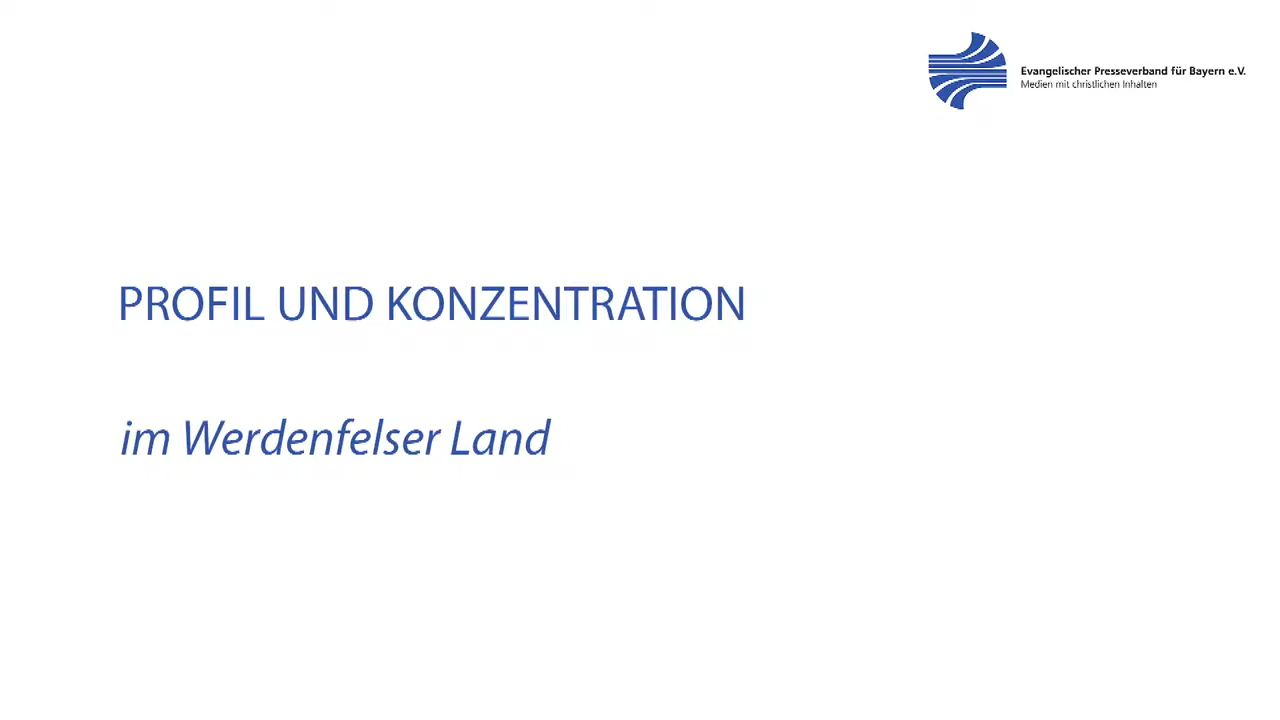 Evangelischer Presseverband für Bayern e.V.
Medien mit christlichen Inhalten
PROFIL UND KONZENTRATION
im Werdenfelser Land